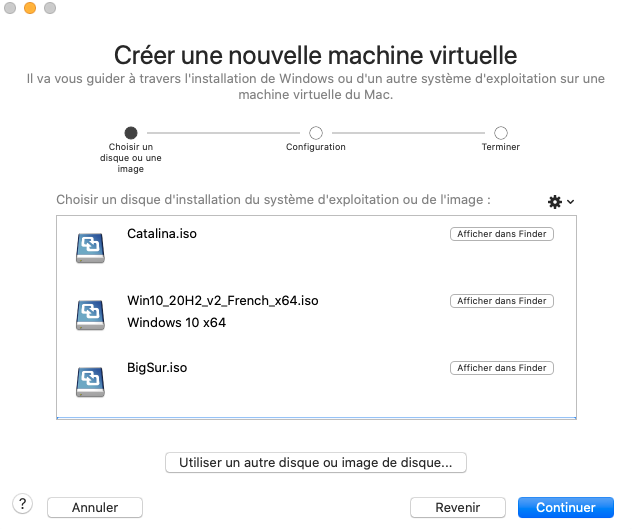 Créer une nouvelle machine virtuelle
Il va vous guider à travers l'installation de Windows ou d'un autre système d'exploitation sur une
machine virtuelle du Mac.
Choisir un
disque ou une
image
Configuration
Terminer
Choisir un disque d'installation du système d'exploitation ou de l'image :
Catalina.iso
Afficher dans Finder
Win10_20H2_v2_French_x64.iso
Afficher dans Finder
Windows 10 x64
BigSur.iso
Afficher dans Finder
Utiliser un autre disque ou image de disque...
?
Annuler
Revenir
Continuer